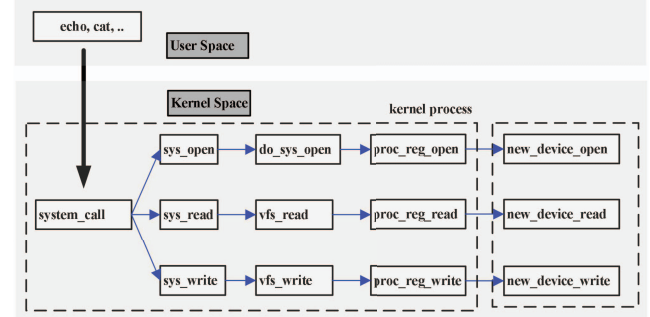 echo, cat, ..
User Space
Kernel Space
kernel process
sys_open do_sys_open proc_reg_open new_device_open
system_call sys_read vfs_read proc_reg_read new_device_read
sys_write vfs_write proc_reg_write new_device_write